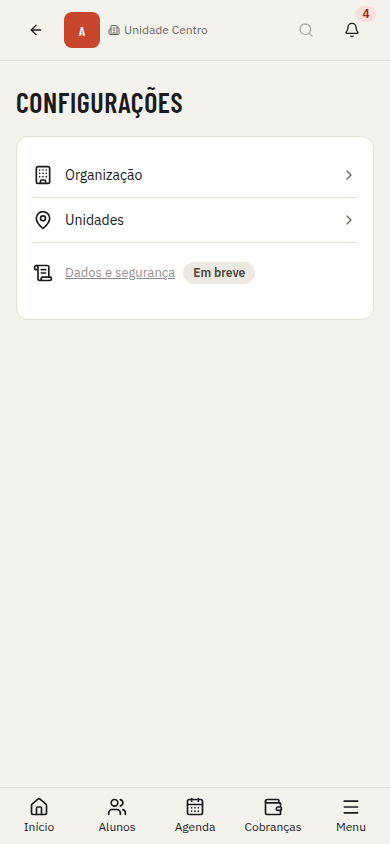 A
Unidade Centro
4
CONFIGURAÇÕES
Organização
Unidades
Dados e segurança Em breve
Início Alunos Agenda Cobranças Menu